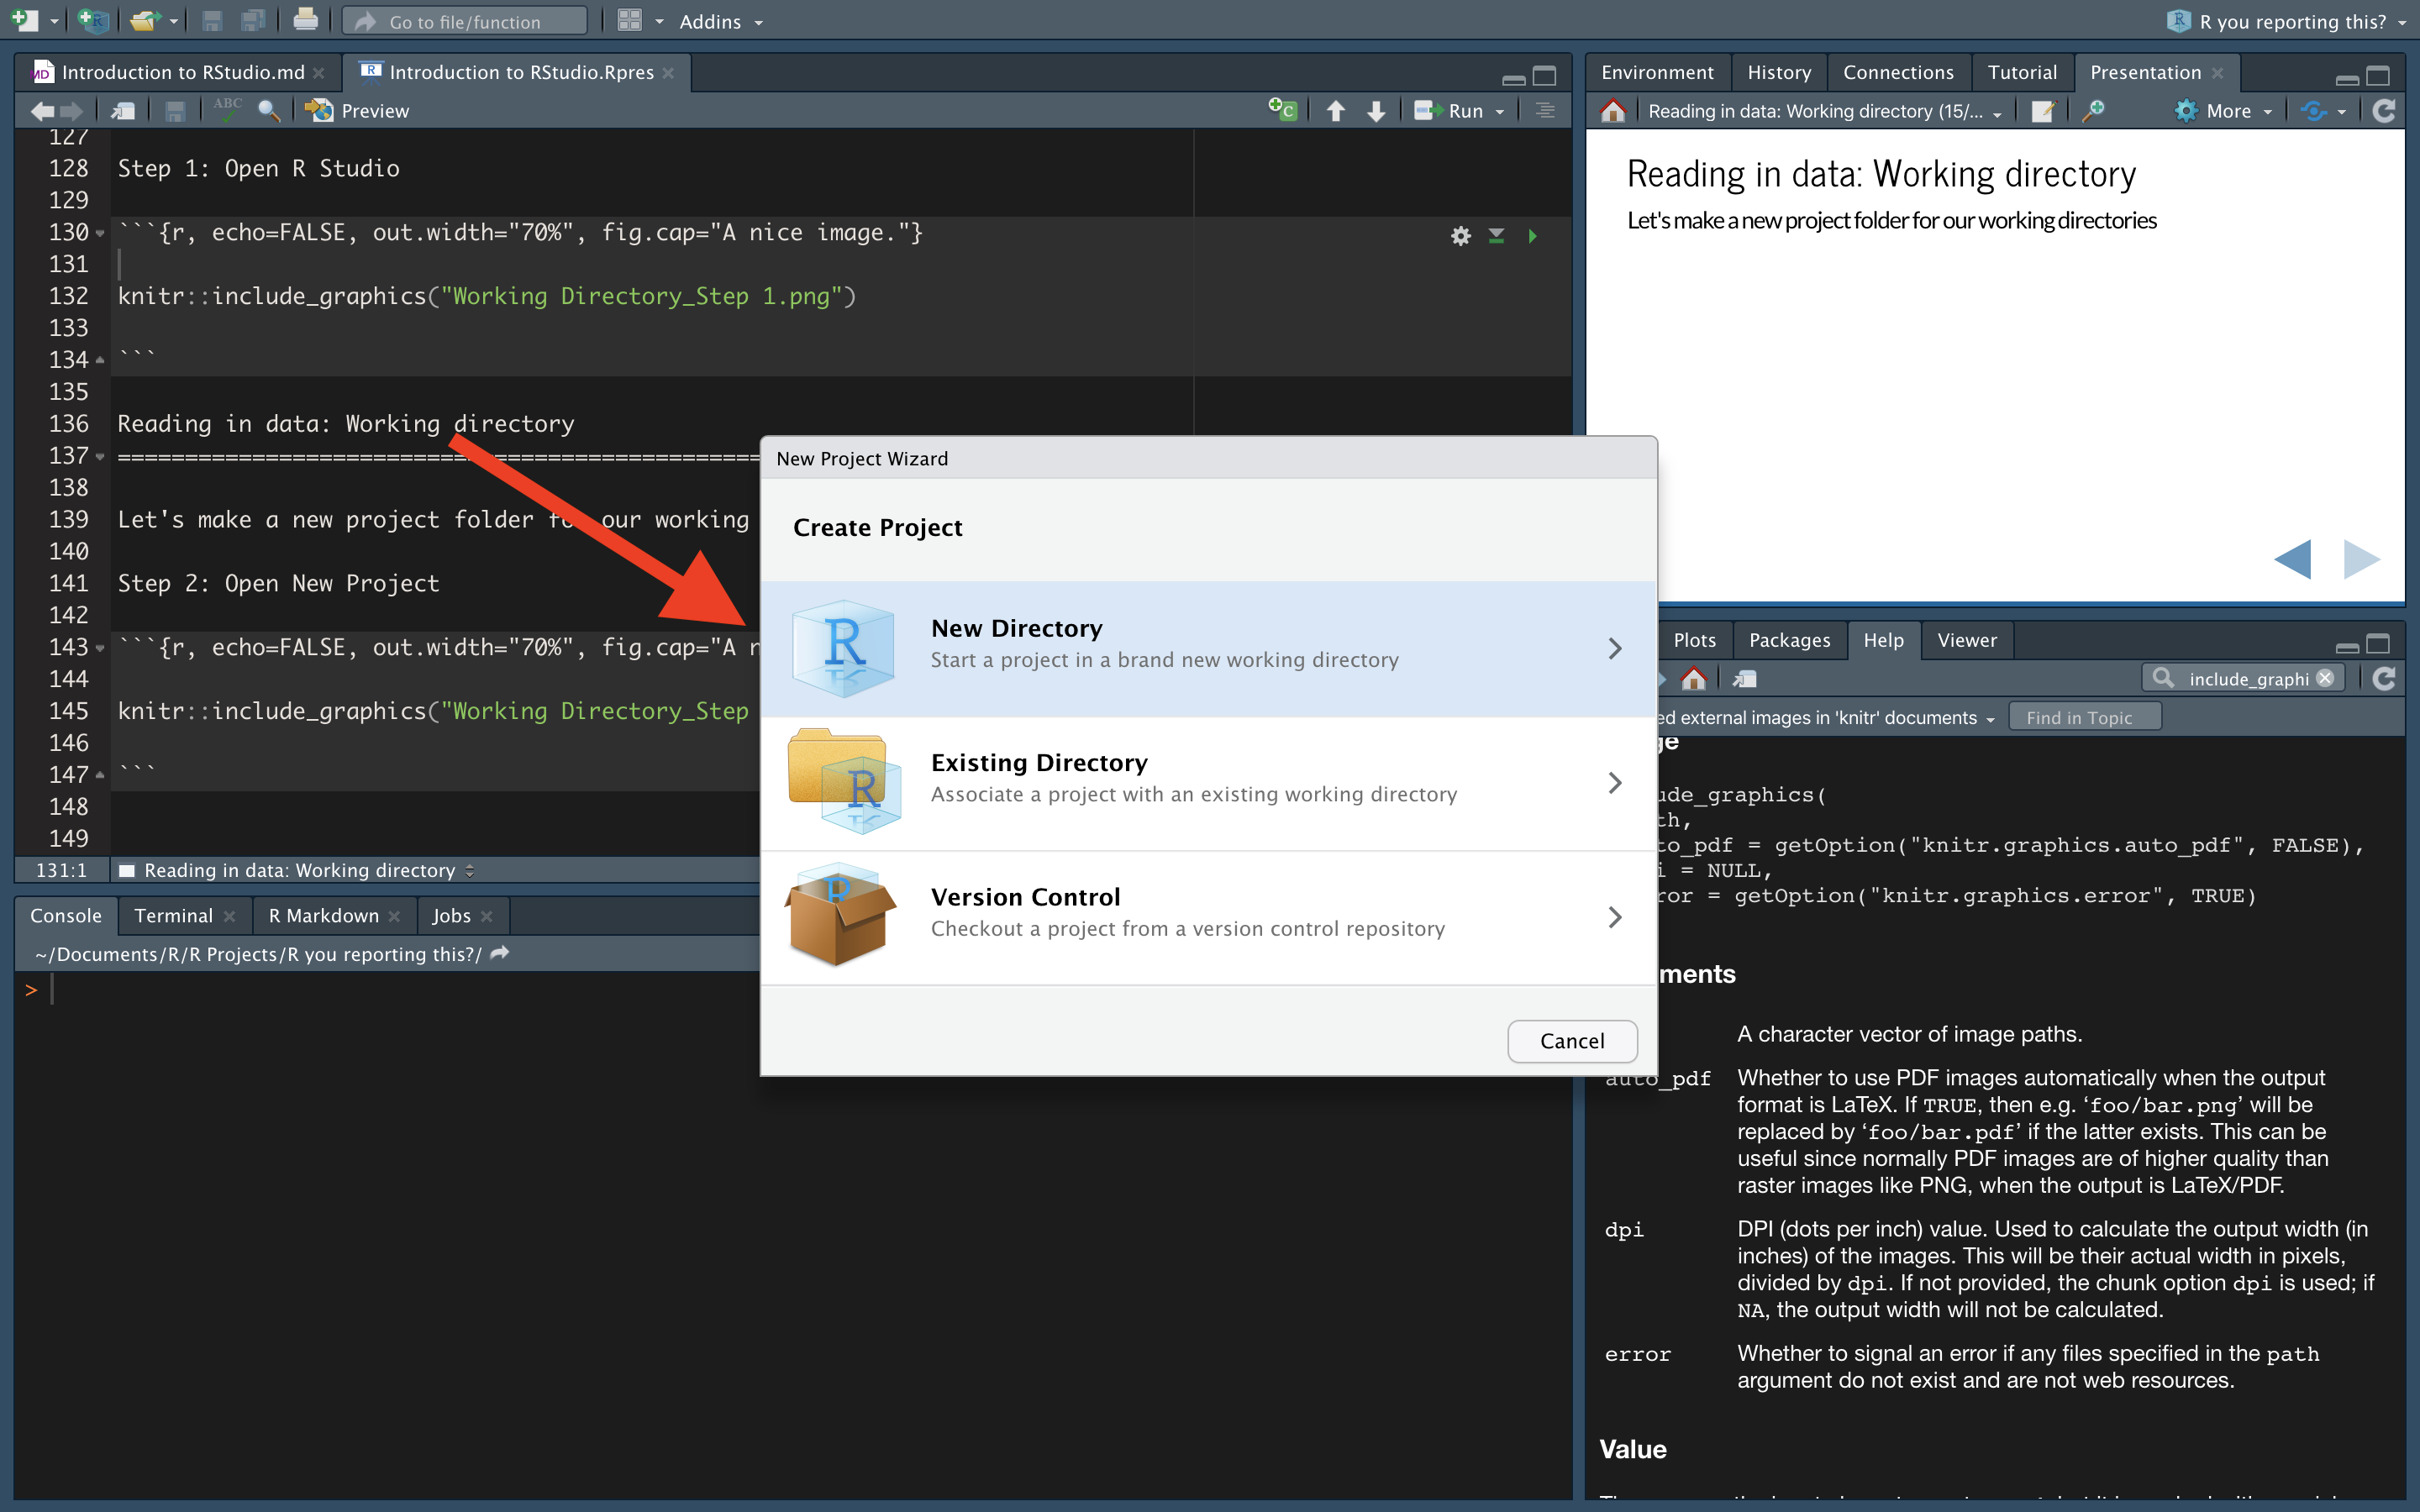 Go to file/function
Addins
R you reporting this?
Introduction to RStudio.md
Introduction to RStudio.Rpres
Preview
Run
127
128 Step 1: Open R Studio
129
130 ```{r, echo=FALSE, out.width="70%", fig.cap="A nice image."}
131
132 knitr::include_graphics("Working Directory_Step 1.png")
133
134 ```
135
136 Reading in data: Working directory
137 ================================================
138
139 Let's make a new project folder for our working
140
141 Step 2: Open New Project
142
143 ```{r, echo=FALSE, out.width="70%", fig.cap="A n
144
145 knitr::include_graphics("Working Directory_Step
146
147 ```
148
149
131:1 Reading in data: Working directory
Console Terminal R Markdown Jobs
~/Documents/R/R Projects/R you reporting this?/
>
New Project Wizard
Create Project
New Directory
Start a project in a brand new working directory
Existing Directory
Associate a project with an existing working directory
Version Control
Checkout a project from a version control repository
Cancel
Environment History Connections Tutorial Presentation
Reading in data: Working directory (15/...
More
Reading in data: Working directory
Let's make a new project folder for our working directories
Plots Packages Help Viewer
include_graphi
ed external images in 'knitr' documents
Find in Topic
ge
ude_graphics(
th,
to_pdf = getOption("knitr.graphics.auto_pdf", FALSE),
i = NULL,
ror = getOption("knitr.graphics.error", TRUE)
ments
A character vector of image paths.
auto_pdf Whether to use PDF images automatically when the output
format is LaTeX. If TRUE, then e.g. ‘foo/bar.png’ will be
replaced by ‘foo/bar.pdf’ if the latter exists. This can be
useful since normally PDF images are of higher quality than
raster images like PNG, when the output is LaTeX/PDF.
dpi DPI (dots per inch) value. Used to calculate the output width (in
inches) of the images. This will be their actual width in pixels,
divided by dpi. If not provided, the chunk option dpi is used; if
NA, the output width will not be calculated.
error Whether to signal an error if any files specified in the path
argument do not exist and are not web resources.
Value